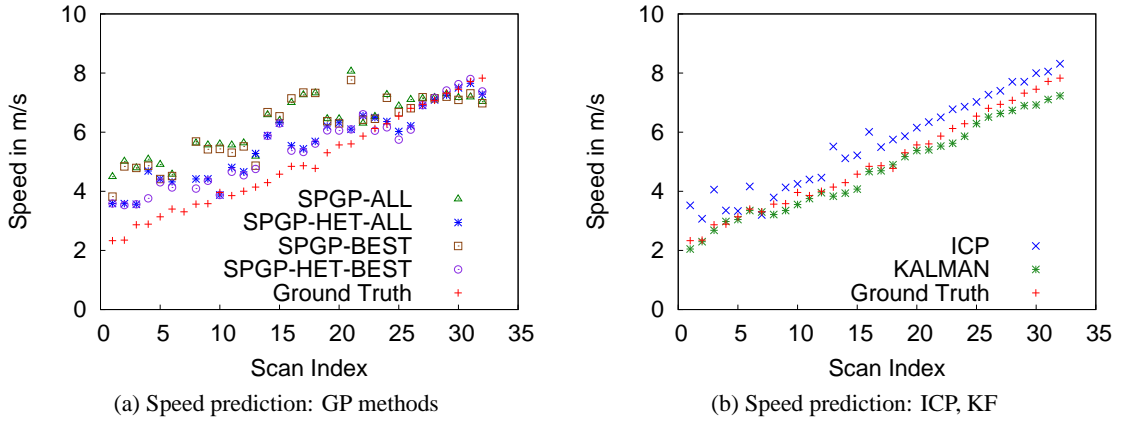 10
8
6
4
2
0
Speed in m/s
SPGP-ALL
SPGP-HET-ALL
SPGP-BEST
SPGP-HET-BEST
Ground Truth
0 5 10 15 20 25 30 35
Scan Index
(a) Speed prediction: GP methods
10
8
6
4
2
0
Speed in m/s
ICP
KALMAN
Ground Truth
0 5 10 15 20 25 30 35
Scan Index
(b) Speed prediction: ICP, KF